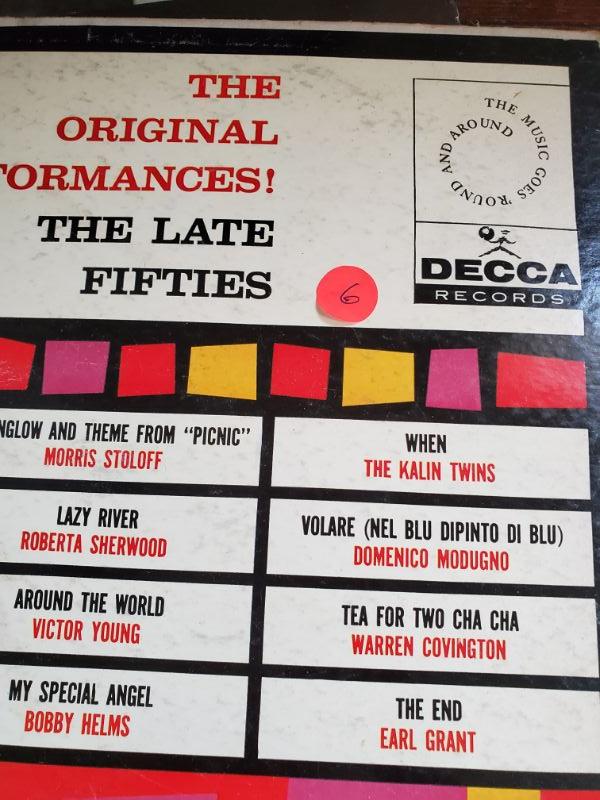 THE
ORIGINAL
FORMANCES!
THE LATE
FIFTIES
THE MUSIC GOES 'ROUND AND AROUND
DECCA
RECORDS
6
NGLOW AND THEME FROM "PICNIC"
MORRIS STOLOFF
LAZY RIVER
ROBERTA SHERWOOD
AROUND THE WORLD
VICTOR YOUNG
MY SPECIAL ANGEL
BOBBY HELMS
WHEN
THE KALIN TWINS
VOLARE (NEL BLU DIPINTO DI BLU)
DOMENICO MODUGNO
TEA FOR TWO CHA CHA
WARREN COVINGTON
THE END
EARL GRANT